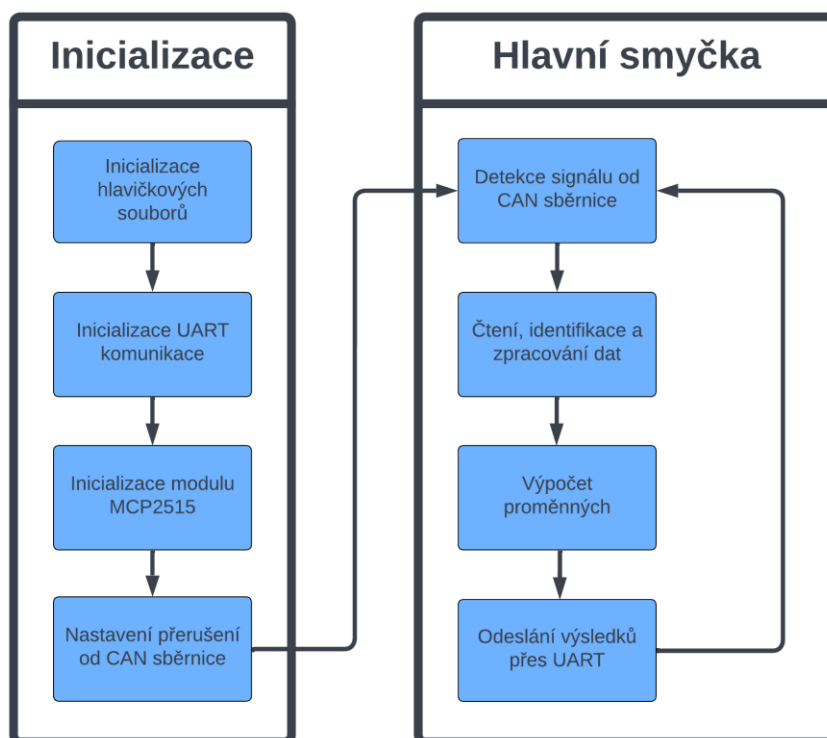 Inicializace
Inicializace
hlavičkových
souborů
Inicializace UART
komunikace
Inicializace modulu
MCP2515
Nastavení přerušení
od CAN sběrnice
Hlavní smyčka
Detekce signálu od
CAN sběrnice
Čtení, identifikace a
zpracování dat
Výpočet
proměnných
Odeslání výsledků
přes UART